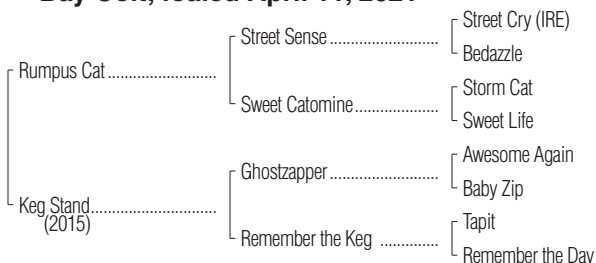 Bay Colt; foaled April 11, 2021
Street Cry (IRE)
Street Sense
Bedazzle
Rumpus Cat
Storm Cat
Sweet Catomine
Sweet Life
Awesome Again
Ghostzapper
Baby Zip
Keg Stand
(2015)
Tapit
Remember the Keg
Remember the Day